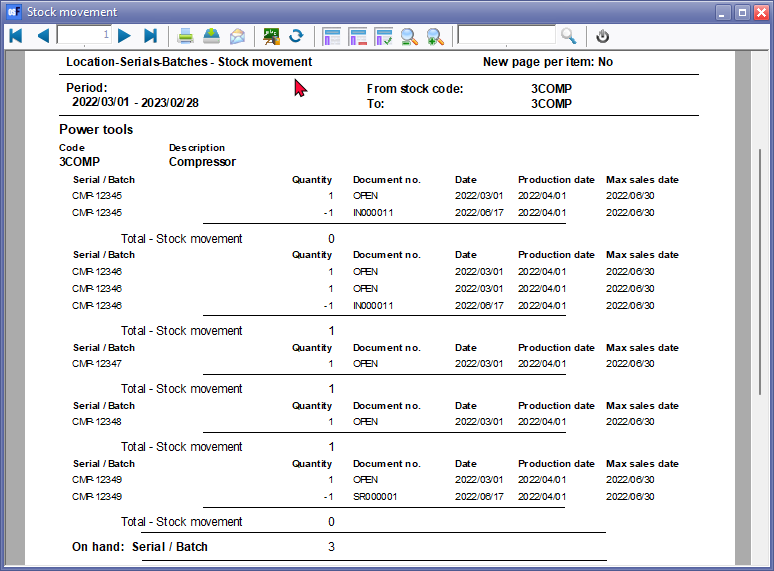 Stock movement
1
Location-Serials-Batches - Stock movement New page per item: No
Period: From stock code: 3COMP
2022/03/01 - 2023/02/28 To: 3COMP
Power tools
Code Description
3COMP Compressor
Serial / Batch Quantity Document no. Date Production date Max sales date
CMP-12345 1 OPEN 2022/03/01 2022/04/01 2022/06/30
CMP-12345 -1 IN000011 2022/06/17 2022/04/01 2022/06/30
Total - Stock movement 0
Serial / Batch Quantity Document no. Date Production date Max sales date
CMP-12346 1 OPEN 2022/03/01 2022/04/01 2022/06/30
CMP-12346 1 OPEN 2022/03/01 2022/04/01 2022/06/30
CMP-12346 -1 IN000011 2022/06/17 2022/04/01 2022/06/30
Total - Stock movement 1
Serial / Batch Quantity Document no. Date Production date Max sales date
CMP-12347 1 OPEN 2022/03/01 2022/04/01 2022/06/30
Total - Stock movement 1
Serial / Batch Quantity Document no. Date Production date Max sales date
CMP-12348 1 OPEN 2022/03/01 2022/04/01 2022/06/30
Total - Stock movement 1
Serial / Batch Quantity Document no. Date Production date Max sales date
CMP-12349 1 OPEN 2022/03/01 2022/04/01 2022/06/30
CMP-12349 -1 SR000001 2022/06/17 2022/04/01 2022/06/30
Total - Stock movement 0
On hand: Serial / Batch 3